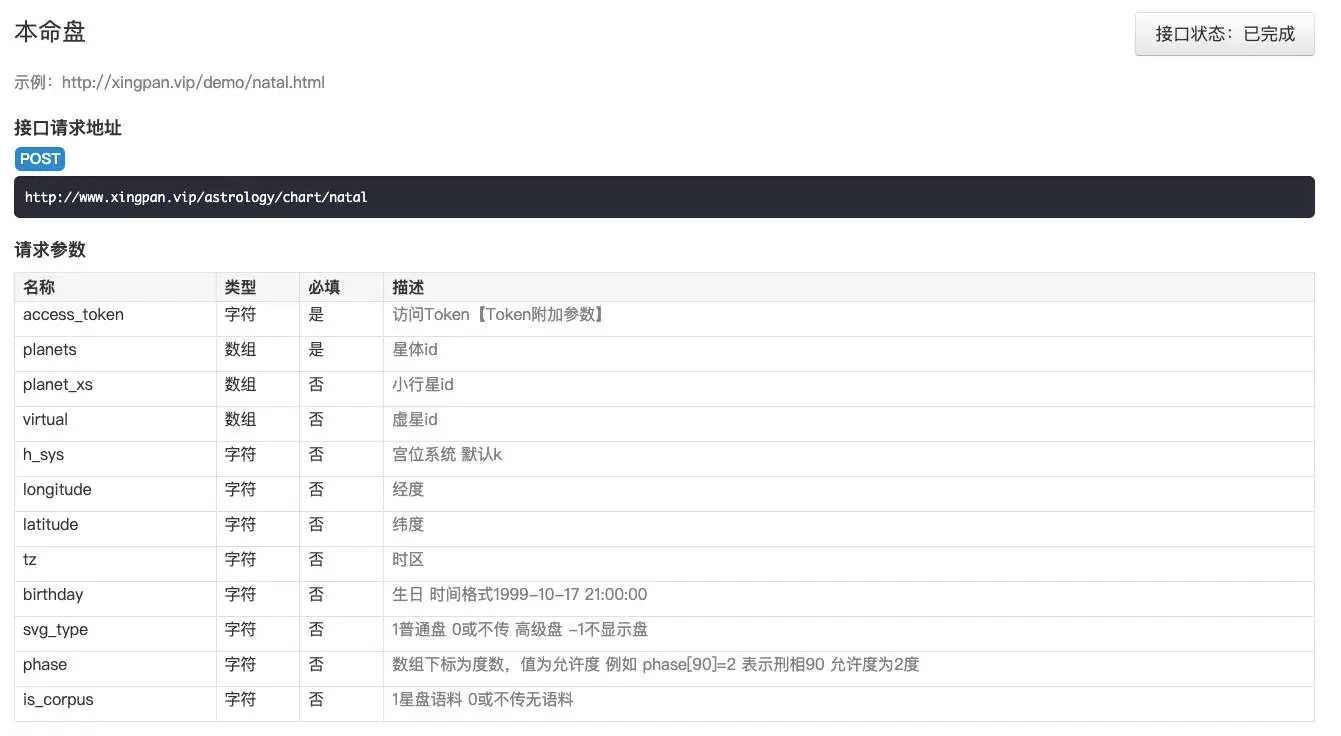 本命盘
接口状态：已完成
示例：http://xingpan.vip/demo/natal.html
接口请求地址
POST
http://www.xingpan.vip/astrology/chart/natal
请求参数
名称 类型 必填 描述
access_token 字符 是 访问Token【Token附加参数】
planets 数组 是 星体id
planet_xs 数组 否 小行星id
virtual 数组 否 虚星id
h_sys 字符 否 宫位系统 默认k
longitude 字符 否 经度
latitude 字符 否 纬度
tz 字符 否 时区
birthday 字符 否 生日 时间格式1999-10-17 21:00:00
svg_type 字符 否 1普通盘 0或不传 高级盘 -1不显示盘
phase 字符 否 数组下标为度数，值为允许度 例如 phase[90]=2 表示刑相90 允许度为2度
is_corpus 字符 否 1星盘语料 0或不传无语料